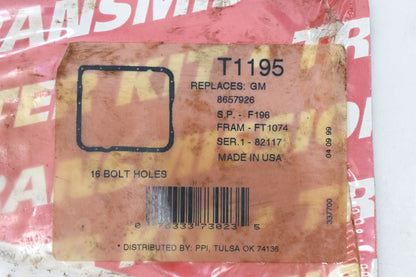 TRANSMISSION
T1195
REPLACES: GM
8657926
S.P. - F196
FRAM - FT1074
SER.1 - 82117
MADE IN USA
16 BOLT HOLES
04 09 99
337700
* DISTRIBUTED BY: PPI, TULSA OK 74136.